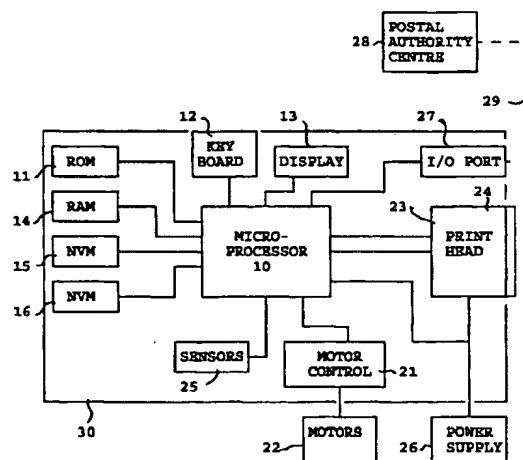 POSTAL
28
AUTHORITY
CENTRE
29
12
13
27
11
ROM
KEY
BOARD
DISPLAY
I/O PORT
24
14
RAM
23
MICRO-
PROCESSOR
10
PRINT
HEAD
15
NVM
16
NVM
SENSORS
25
MOTOR
CONTROL
21
30
22
MOTORS
26
POWER
SUPPLY